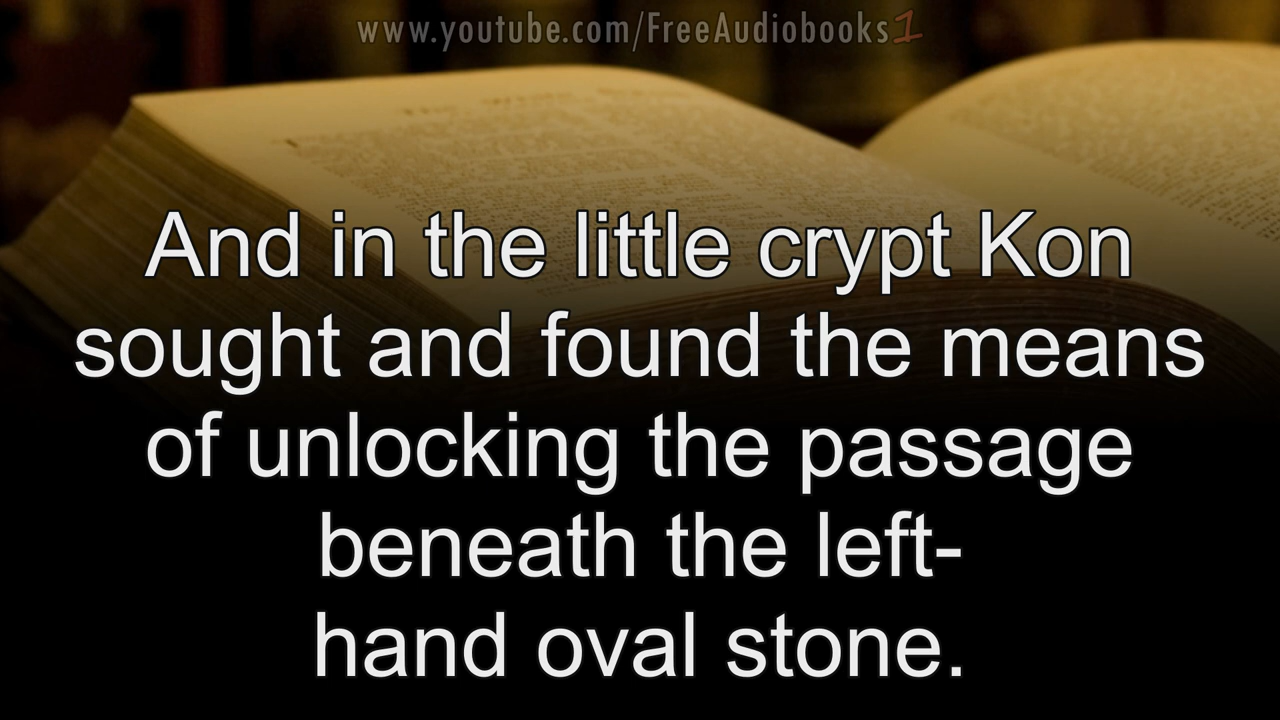 www.youtube.com/FreeAudiobooks1
And in the little crypt Kon
sought and found the means
of unlocking the passage
beneath the left-
hand oval stone.